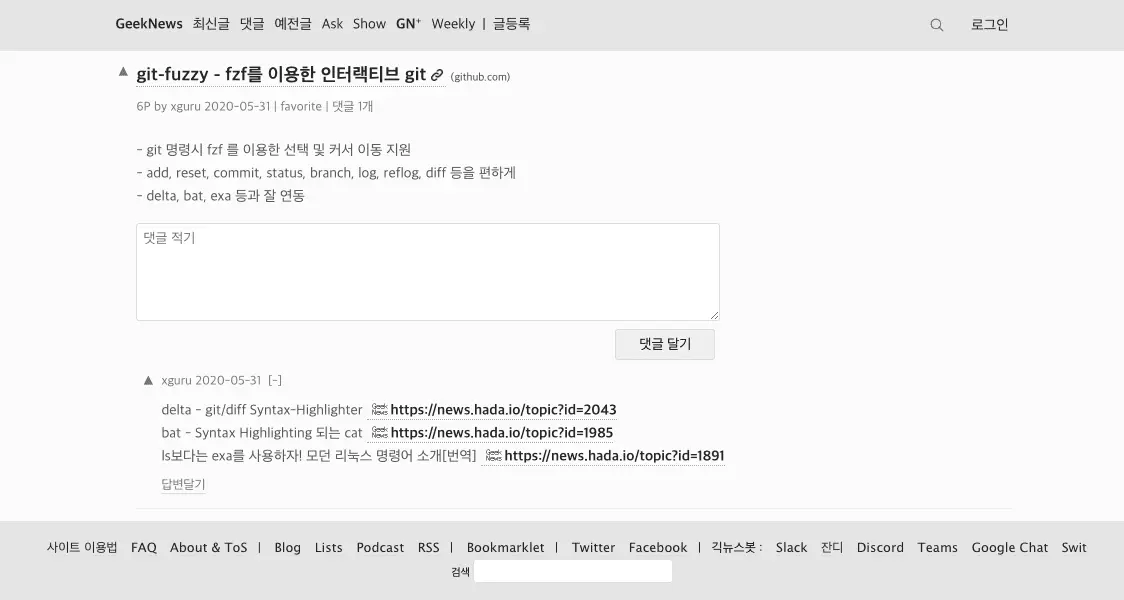 GeekNews 최신글 댓글 예전글 Ask Show GN+ Weekly | 글등록 로그인
git-fuzzy - fzf를 이용한 인터랙티브 git (github.com)
6P by xguru 2020-05-31 | favorite | 댓글 1개
- git 명령시 fzf 를 이용한 선택 및 커서 이동 지원
- add, reset, commit, status, branch, log, reflog, diff 등을 편하게
- delta, bat, exa 등과 잘 연동
댓글 적기
댓글 달기
xguru 2020-05-31 [-]
delta - git/diff Syntax-Highlighter https://news.hada.io/topic?id=2043
bat - Syntax Highlighting 되는 cat https://news.hada.io/topic?id=1985
ls보다는 exa를 사용하자! 모던 리눅스 명령어 소개[번역] https://news.hada.io/topic?id=1891
답변달기
사이트 이용법 FAQ About & ToS | Blog Lists Podcast RSS | Bookmarklet | Twitter Facebook | 긱뉴스봇 : Slack 잔디 Discord Teams Google Chat Swit
검색